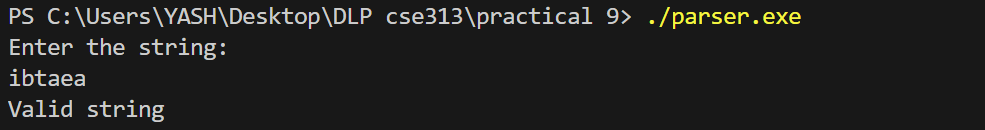 PS C:\Users\YASH\Desktop\DLP cse313\practical 9> ./parser.exe
Enter the string:
ibtaea
Valid string